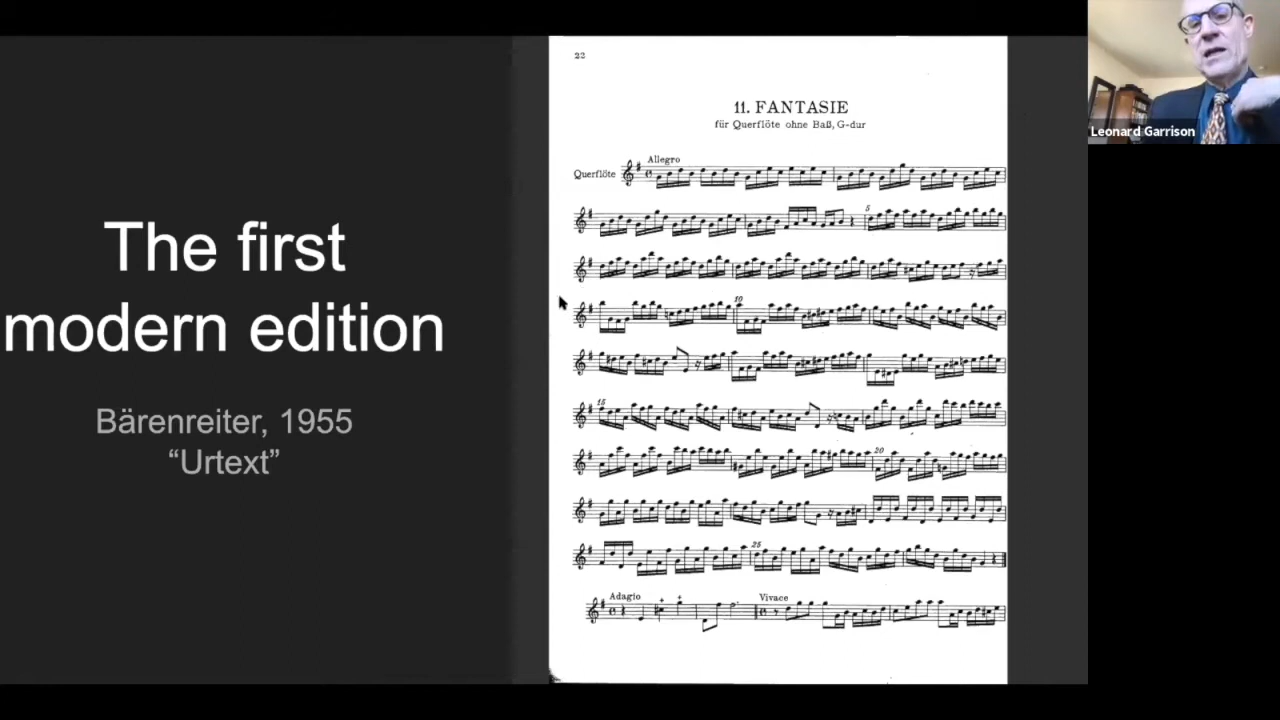 The first
modern edition
Bärenreiter, 1955
“Urtext”
23
11. FANTASIE
für Querflöte ohne Baß, G-dur
Allegro
Querflöte
5
10
15
20
25
Adagio
Vivace
Leonard Garrison